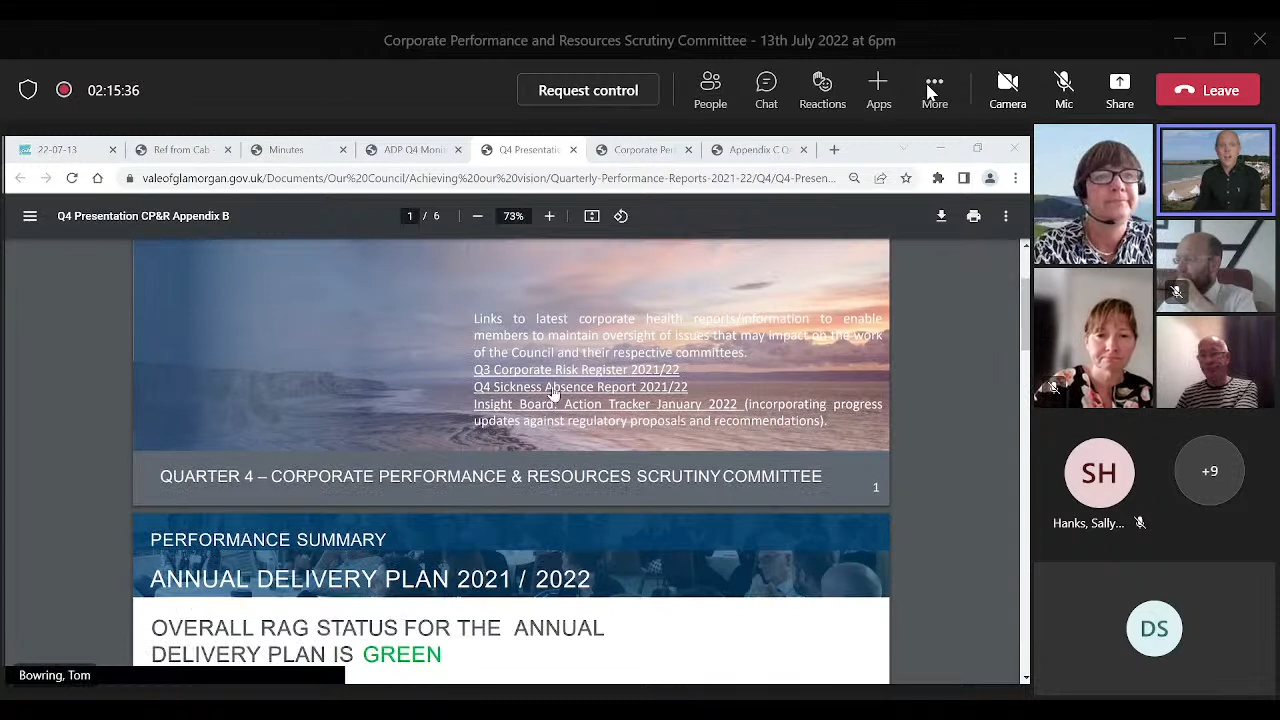 Corporate Performance and Resources Scrutiny Committee - 13th July 2022 at 6pm
02:15:36
Request control
People
Chat
Reactions
Apps
More
Camera
Mic
Share
Leave
22-07-13
Ref from Cab
Minutes
ADP Q4 Moni
Q4 Presentatio
Corporate Per
Appendix C Q
valeofglamorgan.gov.uk/Documents/Our%20Council/Achieving%20our%20vision/Quarterly-Performance-Reports-2021-22/Q4/Q4-Presen...
Q4 Presentation CP&R Appendix B
1 / 6
73%
Links to latest corporate health reports/information to enable
members to maintain oversight of issues that may impact on the work
of the Council and their respective committees.
Q3 Corporate Risk Register 2021/22
Q4 Sickness Absence Report 2021/22
Insight Board: Action Tracker January 2022 (incorporating progress
updates against regulatory proposals and recommendations).
QUARTER 4 – CORPORATE PERFORMANCE & RESOURCES SCRUTINY COMMITTEE
1
PERFORMANCE SUMMARY
ANNUAL DELIVERY PLAN 2021 / 2022
OVERALL RAG STATUS FOR THE ANNUAL
DELIVERY PLAN IS GREEN
Bowring, Tom
SH
+9
Hanks, Sally...
DS